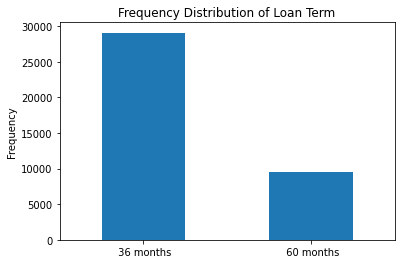 Frequency Distribution of Loan Term
30000
25000
20000
15000
10000
5000
0
Frequency
36 months
60 months